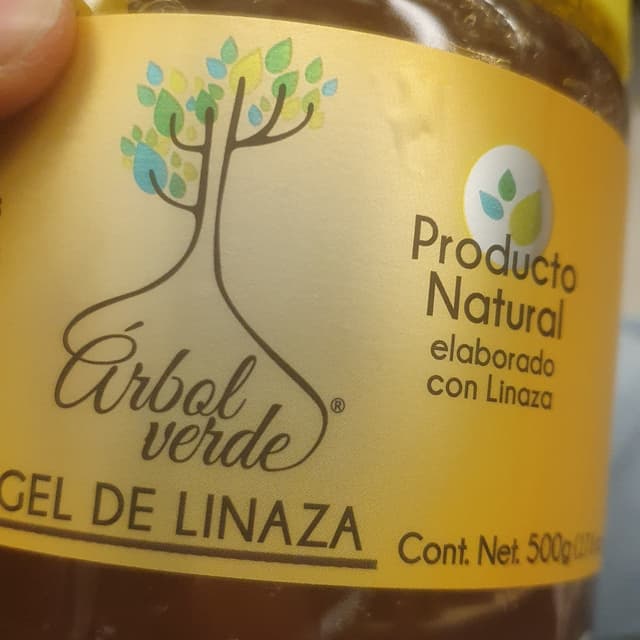 Árbol
verde®
GEL DE LINAZA
Producto
Natural
elaborado
con Linaza
Cont. Net. 500g